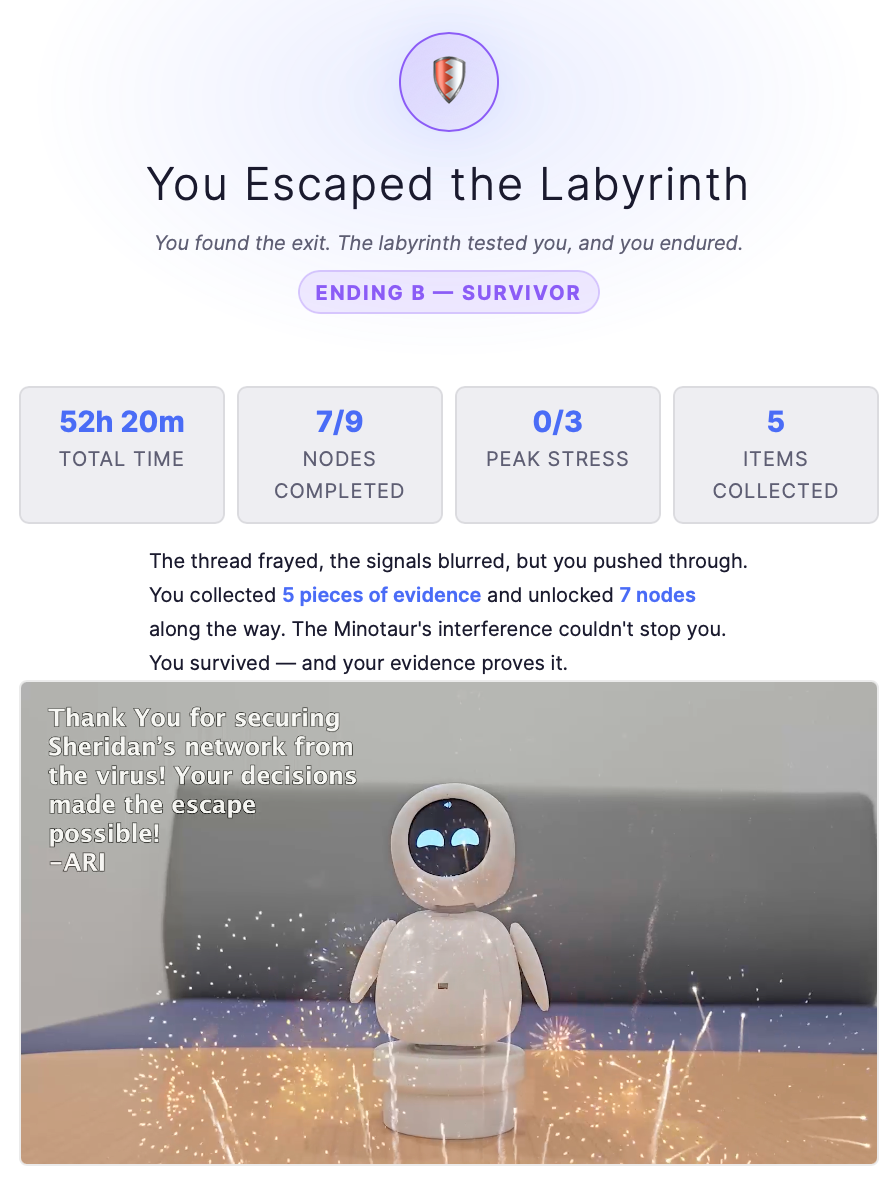 You Escaped the Labyrinth
You found the exit. The labyrinth tested you, and you endured.
ENDING B — SURVIVOR
52h 20m
TOTAL TIME
7/9
NODES
COMPLETED
0/3
PEAK STRESS
5
ITEMS
COLLECTED
The thread frayed, the signals blurred, but you pushed through.
You collected 5 pieces of evidence and unlocked 7 nodes
along the way. The Minotaur's interference couldn't stop you.
You survived — and your evidence proves it.
Thank You for securing
Sheridan's network from
the virus! Your decisions
made the escape
possible!
-ARI